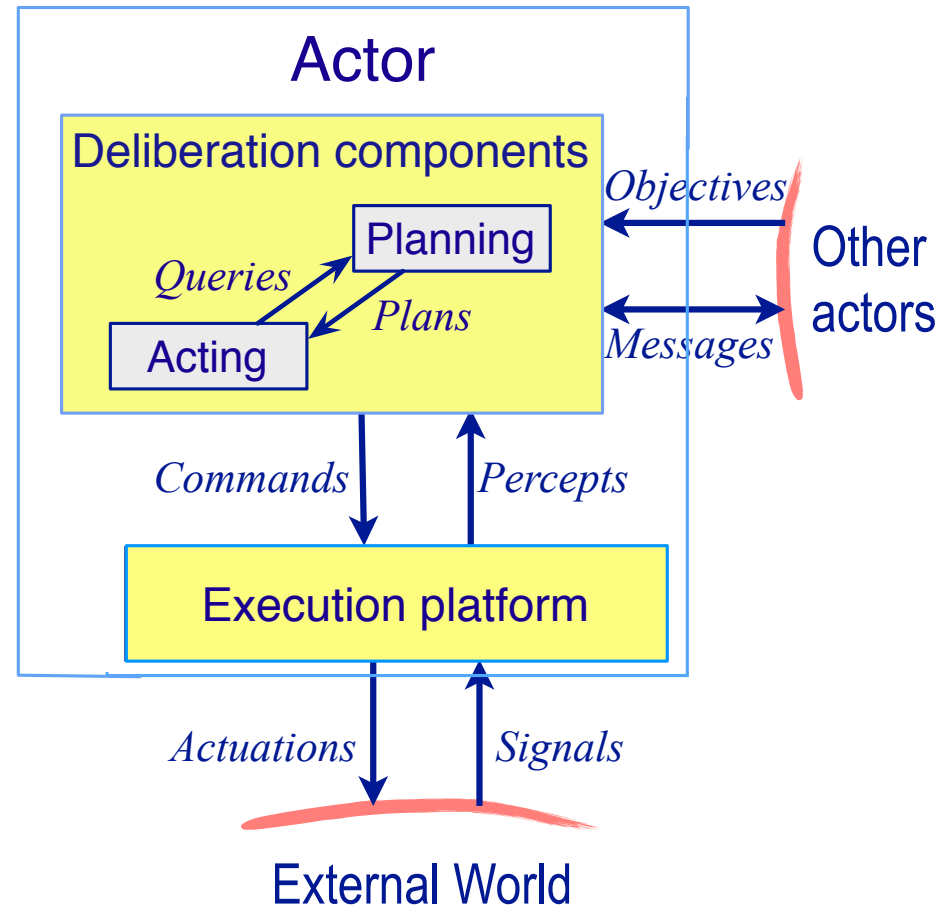 Actor
Deliberation components
Objectives
Planning
Other
actors
Queries
Plans
Messages
Acting
Commands
Percepts
Execution platform
Actuations
Signals
External World